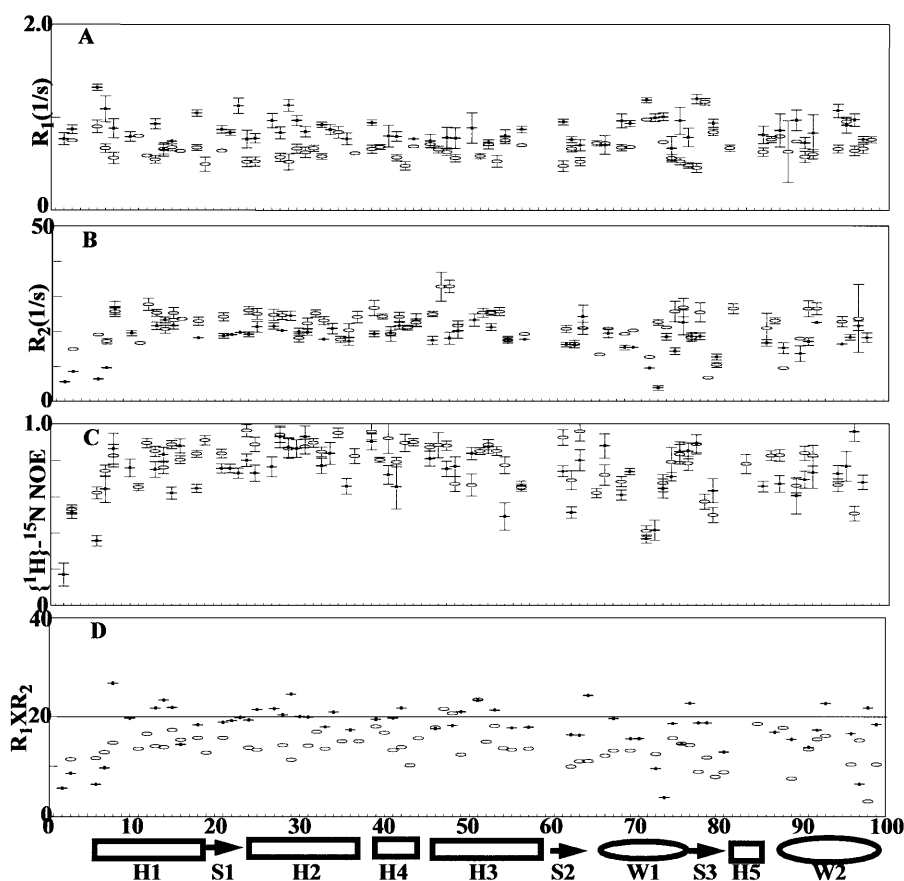 2.0
A
R1(1/s)
0
50
B
R2(1/s)
0
1.0
C
{1H}-15N NOE
0
40
D
R1XR2
20
0
0 10 20 30 40 50 60 70 80 90 100
H1 S1 H2 H4 H3 S2 W1 S3 H5 W2